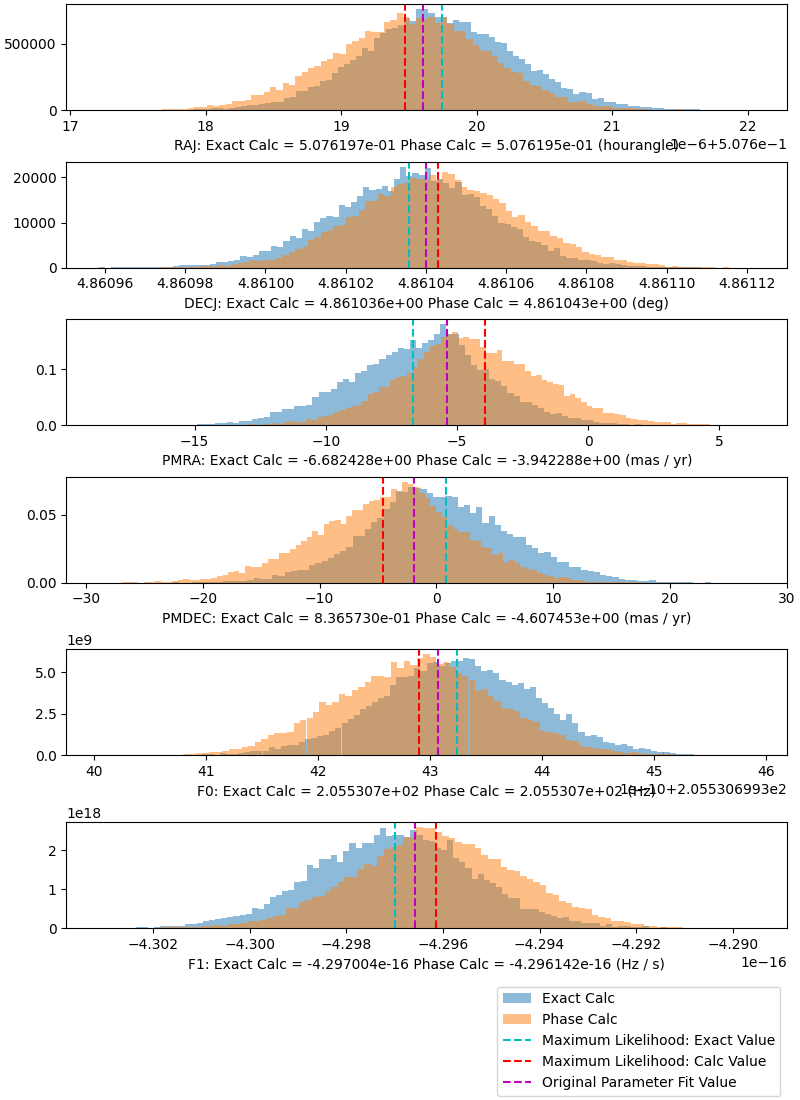 500000
0
17 18 19 20 21 22
RAJ: Exact Calc = 5.076197e-01 Phase Calc = 5.076195e-01 (hourangle)
1e−6+5.076e−1
20000
10000
0
4.86096 4.86098 4.86100 4.86102 4.86104 4.86106 4.86108 4.86110 4.86112
DECJ: Exact Calc = 4.861036e+00 Phase Calc = 4.861043e+00 (deg)
0.1
0.0
−15 −10 −5 0 5
PMRA: Exact Calc = -6.682428e+00 Phase Calc = -3.942288e+00 (mas / yr)
0.05
0.00
−30 −20 −10 0 10 20 30
PMDEC: Exact Calc = 8.365730e-01 Phase Calc = -4.607453e+00 (mas / yr)
1e9
5.0
2.5
0.0
40 41 42 43 44 45 46
F0: Exact Calc = 2.055307e+02 Phase Calc = 2.055307e+02 (Hz)
1e−10+2.055306993e2
1e18
2
1
0
−4.302 −4.300 −4.298 −4.296 −4.294 −4.292 −4.290
1e−16
F1: Exact Calc = -4.297004e-16 Phase Calc = -4.296142e-16 (Hz / s)
Exact Calc
Phase Calc
Maximum Likelihood: Exact Value
Maximum Likelihood: Calc Value
Original Parameter Fit Value